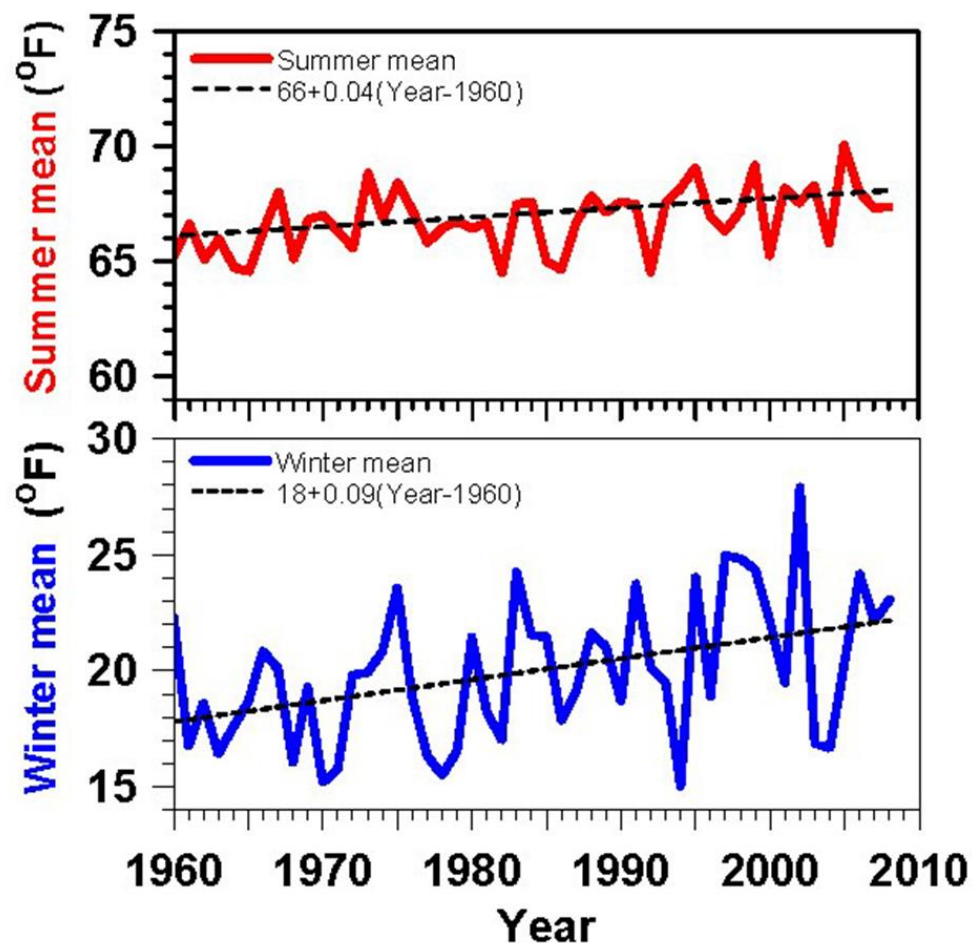 75
70
65
60
Summer mean (°F)
Summer mean
66+0.04(Year-1960)
30
25
20
15
Winter mean (°F)
Winter mean
18+0.09(Year-1960)
1960 1970 1980 1990 2000 2010
Year